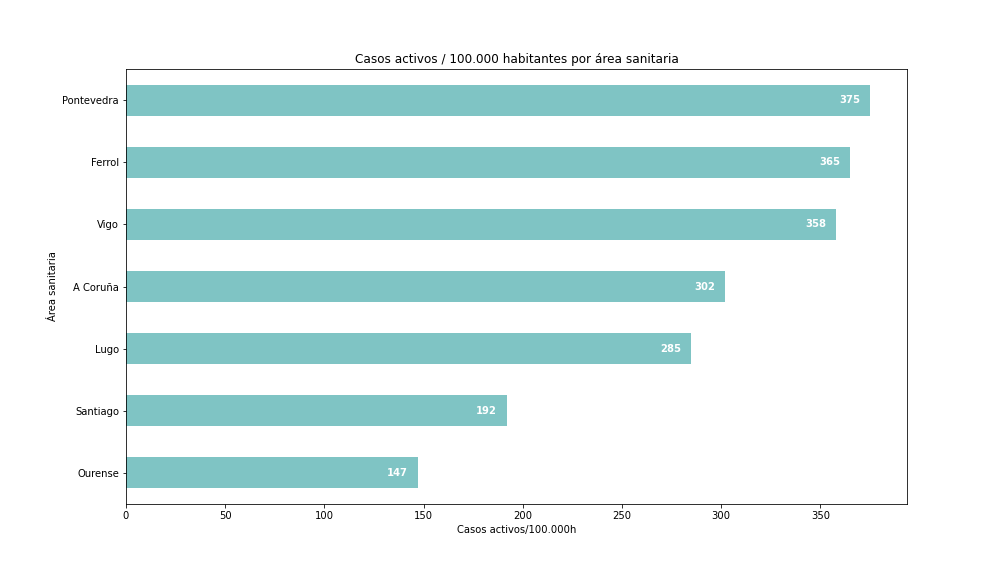 Casos activos / 100.000 habitantes por área sanitaria
Área sanitaria
Pontevedra 375
Ferrol 365
Vigo 358
A Coruña 302
Lugo 285
Santiago 192
Ourense 147
0 50 100 150 200 250 300 350
Casos activos/100.000h